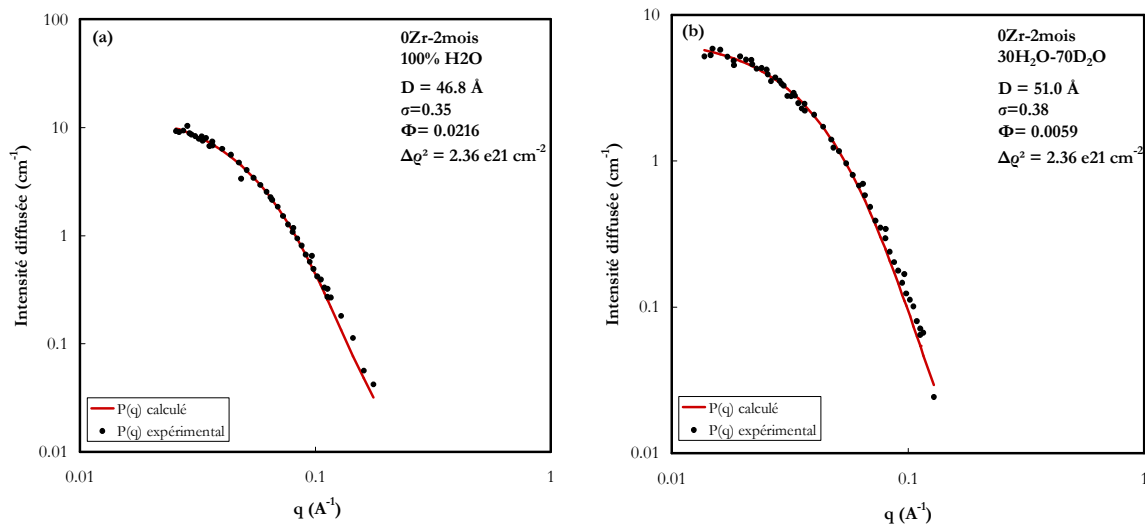 (a)
0Zr-2mois
100% H2O
D = 46.8 Å
σ=0.35
Φ= 0.0216
Δϱ² = 2.36 e21 cm⁻²
100
10
1
0.1
0.01
Intensité diffusée (cm⁻¹)
P(q) calculé
P(q) expérimental
0.01
0.1
1
q (A⁻¹)
(b)
0Zr-2mois
30H₂O-70D₂O
D = 51.0 Å
σ=0.38
Φ= 0.0059
Δϱ² = 2.36 e21 cm⁻²
10
1
0.1
0.01
Intensité diffusée (cm⁻¹)
P(q) calculé
P(q) expérimental
0.01
0.1
1
q (A⁻¹)